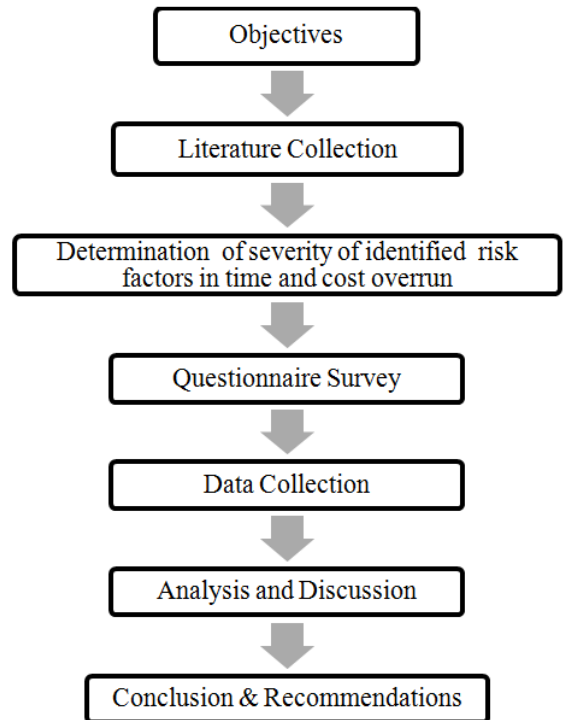 Objectives
Literature Collection
Determination of severity of identified risk
factors in time and cost overrun
Questionnaire Survey
Data Collection
Analysis and Discussion
Conclusion & Recommendations